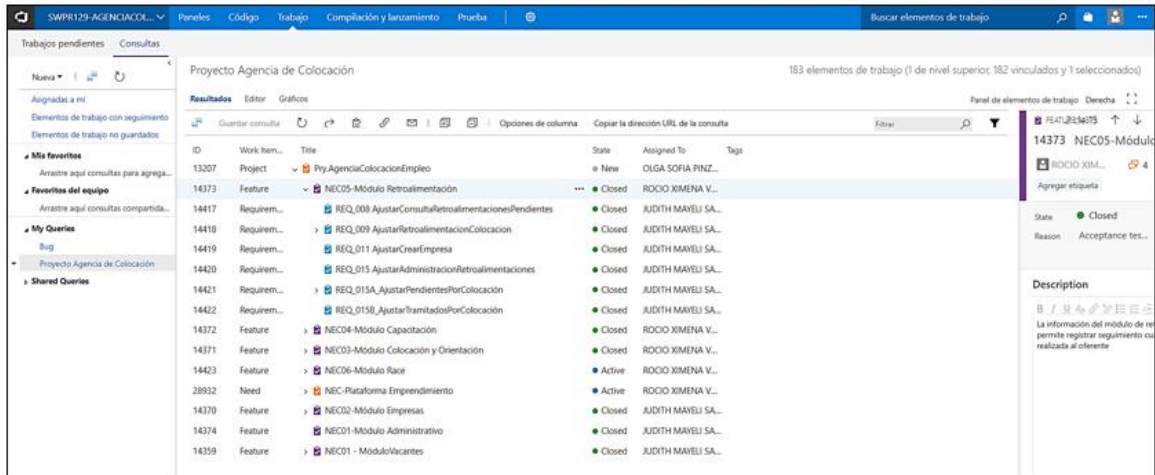 SWPR129-AGENCIACOL... Paneles Código Trabajo Compilación y lanzamiento Prueba Buscar elementos de trabajo
Trabajos pendientes Consultas
Nueva
Asignadas a mí
Elementos de trabajo con seguimiento
Elementos de trabajo no guardados
Mis favoritos
Arrastre aquí consultas para agrega...
Favoritos del equipo
Arrastre aquí consultas compartida...
My Queries
Bug
Proyecto Agencia de Colocación
Shared Queries
Proyecto Agencia de Colocación 183 elementos de trabajo (1 de nivel superior, 182 vinculados y 1 seleccionados)
Resultados Editor Gráficos Panel de elementos de trabajo Derecha
Guardar consulta Opciones de columna Copiar la dirección URL de la consulta Filtrar
ID Work Item... Title State Assigned To Tags
13207 Project Pry.AgenciaColocacionEmpleo New OLGA SOFIA PINZ...
14373 Feature NEC05-Módulo Retroalimentación ... Closed ROCIO XIMENA V...
14417 Requirem... REQ_008 AjustarConsultaRetroalimentacionesPendientes Closed JUDITH MAYELI SA...
14418 Requirem... REQ_009 AjustarRetroalimentacionColocacion Closed JUDITH MAYELI SA...
14419 Requirem... REQ_011 AjustarCrearEmpresa Closed JUDITH MAYELI SA...
14420 Requirem... REQ_015 AjustarAdministracionRetroalimentaciones Closed JUDITH MAYELI SA...
14421 Requirem... REQ_015A_AjustarPendientesPorColocación Closed JUDITH MAYELI SA...
14422 Requirem... REQ_015B_AjustarTramitadosPorColocación Closed JUDITH MAYELI SA...
14372 Feature NEC04-Módulo Capacitación Closed ROCIO XIMENA V...
14371 Feature NEC03-Módulo Colocación y Orientación Closed ROCIO XIMENA V...
14423 Feature NEC06-Módulo Race Active ROCIO XIMENA V...
28932 Need NEC-Plataforma Emprendimiento Active ROCIO XIMENA V...
14370 Feature NEC02-Módulo Empresas Closed JUDITH MAYELI SA...
14374 Feature NEC01-Módulo Administrativo Closed JUDITH MAYELI SA...
14359 Feature NEC01 - MóduloVacantes Closed JUDITH MAYELI SA...
14373 NEC05-Módulo
ROCIO XIM... 4
Agregar etiqueta
State Closed
Reason Acceptance tes...
Description
La información del módulo de re
permite registrar seguimiento cu
realizada al oferente